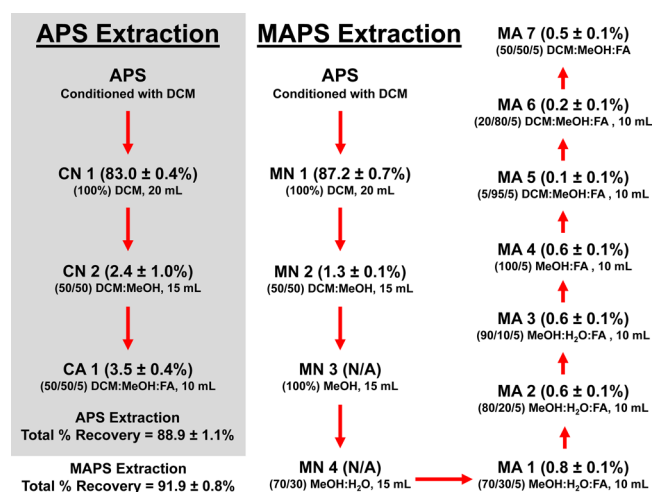 APS Extraction
APS
Conditioned with DCM
CN 1 (83.0 ± 0.4%)
(100%) DCM, 20 mL
CN 2 (2.4 ± 1.0%)
(50/50) DCM:MeOH, 15 mL
CA 1 (3.5 ± 0.4%)
(50/50/5) DCM:MeOH:FA, 10 mL
APS Extraction
Total % Recovery = 88.9 ± 1.1%
MAPS Extraction
Total % Recovery = 91.9 ± 0.8%
MAPS Extraction
APS
Conditioned with DCM
MN 1 (87.2 ± 0.7%)
(100%) DCM, 20 mL
MN 2 (1.3 ± 0.1%)
(50/50) DCM:MeOH, 15 mL
MN 3 (N/A)
(100%) MeOH, 15 mL
MN 4 (N/A)
(70/30) MeOH:H₂O, 15 mL
MA 7 (0.5 ± 0.1%)
(50/50/5) DCM:MeOH:FA
MA 6 (0.2 ± 0.1%)
(20/80/5) DCM:MeOH:FA , 10 mL
MA 5 (0.1 ± 0.1%)
(5/95/5) DCM:MeOH:FA , 10 mL
MA 4 (0.6 ± 0.1%)
(100/5) MeOH:FA , 10 mL
MA 3 (0.6 ± 0.1%)
(90/10/5) MeOH:H₂O:FA, 10 mL
MA 2 (0.6 ± 0.1%)
(80/20/5) MeOH:H₂O:FA, 10 mL
MA 1 (0.8 ± 0.1%)
(70/30/5) MeOH:H₂O:FA, 10 mL